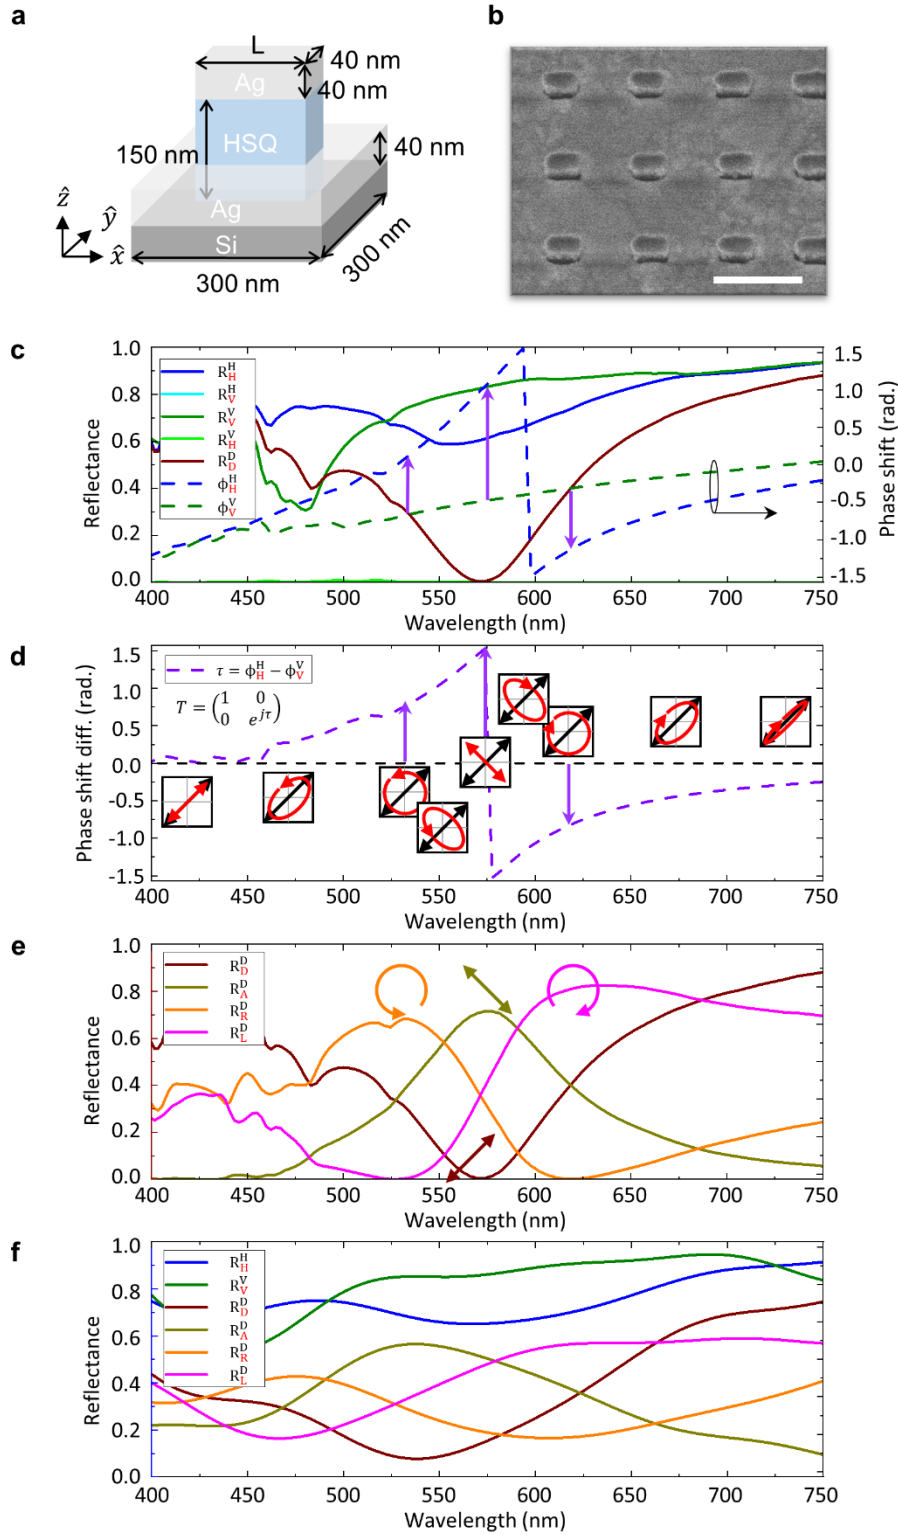 a
L
40 nm
40 nm
Ag
150 nm
HSQ
40 nm
Ag
Si
ẑ
ŷ
x̂
300 nm
300 nm
b
c
1.0
0.8
0.6
0.4
0.2
0.0
Reflectance
R_H^H
R_V^H
R_V^V
R_H^V
R_D^D
ϕ_H^H
ϕ_V^V
1.5
1.0
0.5
0.0
-0.5
-1.0
-1.5
Phase shift (rad.)
400 450 500 550 600 650 700 750
Wavelength (nm)
d
1.5
1.0
0.5
0.0
-0.5
-1.0
-1.5
Phase shift diff. (rad.)
τ = ϕ_H^H − ϕ_V^V
T = (1 0
0 e^{jτ})
400 450 500 550 600 650 700 750
Wavelength (nm)
e
1.0
0.8
0.6
0.4
0.2
0.0
Reflectance
R_D^D
R_A^D
R_R^D
R_L^D
400 450 500 550 600 650 700 750
Wavelength (nm)
f
1.0
0.8
0.6
0.4
0.2
0.0
Reflectance
R_H^H
R_V^V
R_D^D
R_A^D
R_R^D
R_L^D
400 450 500 550 600 650 700 750
Wavelength (nm)